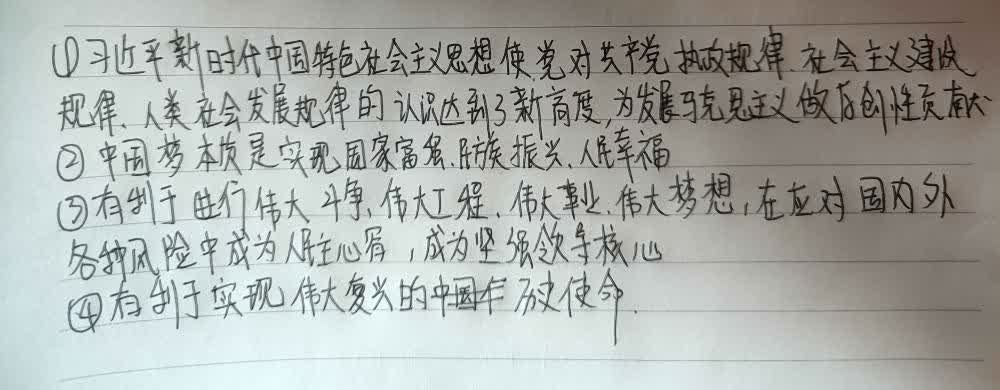 ①习近平新时代中国特色社会主义思想使党对共产党执政规律、社会主义建设
规律、人类社会发展规律的认识达到了新高度,为发展马克思主义做存创性贡献
②中国梦本质是实现国家富强、民族振兴、人民幸福
③有利于进行伟大斗争、伟大工程、伟大事业、伟大梦想,在应对国内外
各种风险中成为人民主心骨,成为坚强领导核心
④有利于实现伟大复兴的中国 历史使命.